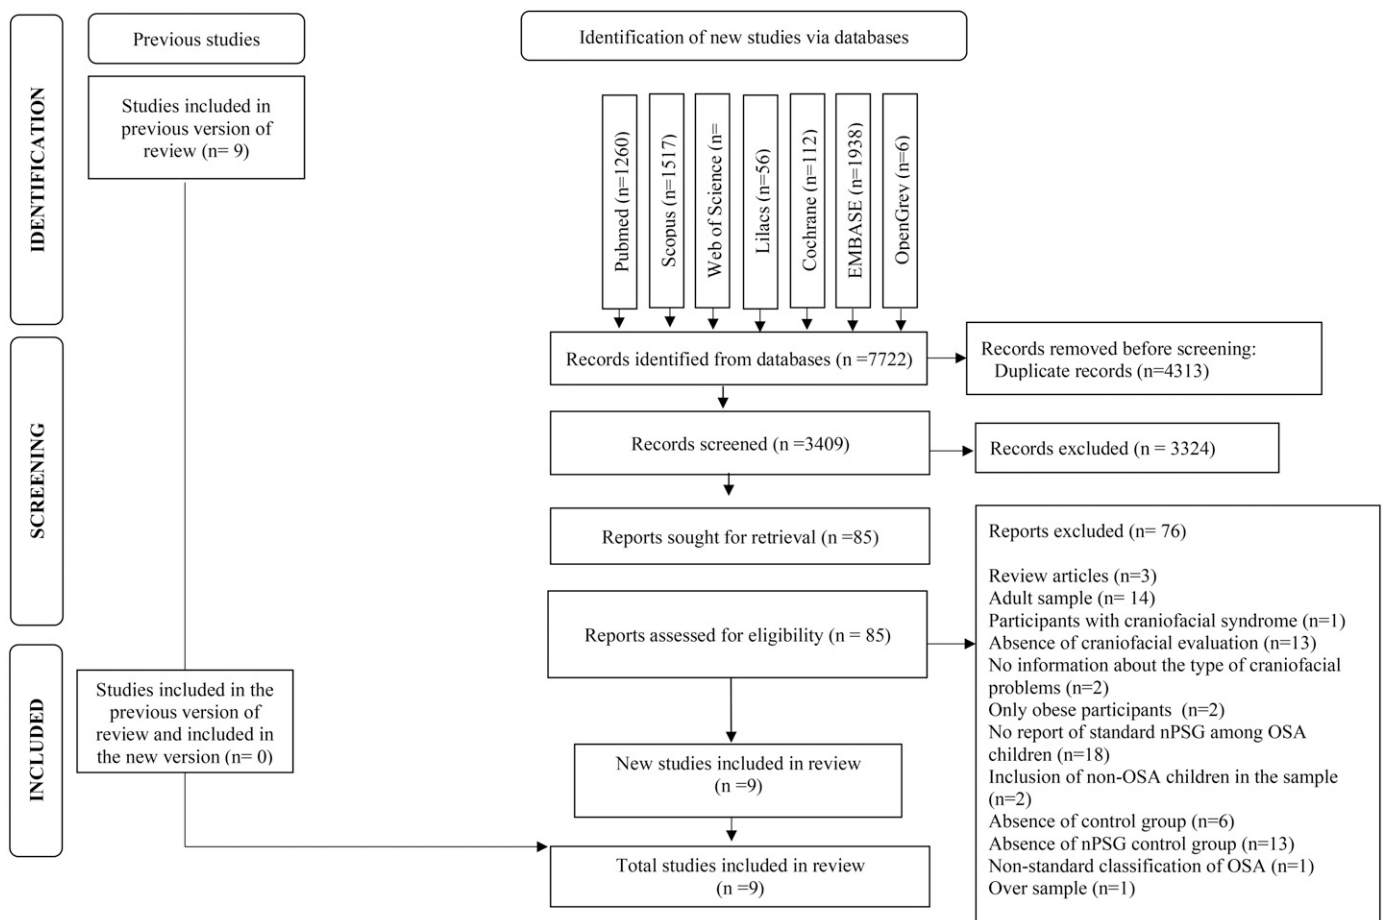 IDENTIFICATION
Previous studies
Studies included in
previous version of
review (n= 9)
Identification of new studies via databases
Pubmed (n=1260)
Scopus (n=1517)
Web of Science (n=
Lilacs (n=56)
Cochrane (n=112)
EMBASE (n=1938)
OpenGrey (n=6)
Records identified from databases (n =7722)
Records removed before screening:
Duplicate records (n=4313)
SCREENING
Records screened (n =3409)
Records excluded (n = 3324)
Reports sought for retrieval (n =85)
Reports assessed for eligibility (n = 85)
Reports excluded (n= 76)
Review articles (n=3)
Adult sample (n= 14)
Participants with craniofacial syndrome (n=1)
Absence of craniofacial evaluation (n=13)
No information about the type of craniofacial
problems (n=2)
Only obese participants (n=2)
No report of standard nPSG among OSA
children (n=18)
Inclusion of non-OSA children in the sample
(n=2)
Absence of control group (n=6)
Absence of nPSG control group (n=13)
Non-standard classification of OSA (n=1)
Over sample (n=1)
INCLUDED
Studies included in the
previous version of
review and included in
the new version (n= 0)
New studies included in review
(n =9)
Total studies included in review
(n =9)